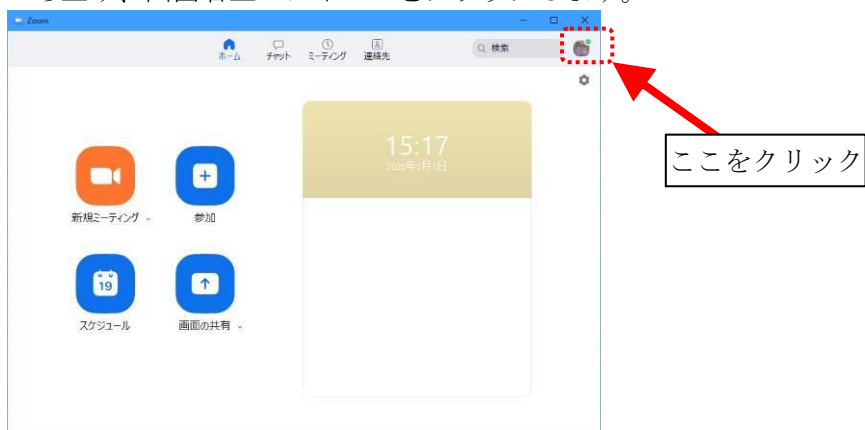 Zoom
ホーム
チャット
ミーティング
連絡先
検索
15:17
2020年5月1日
ここをクリック
新規ミーティング
参加
19
スケジュール
画面の共有